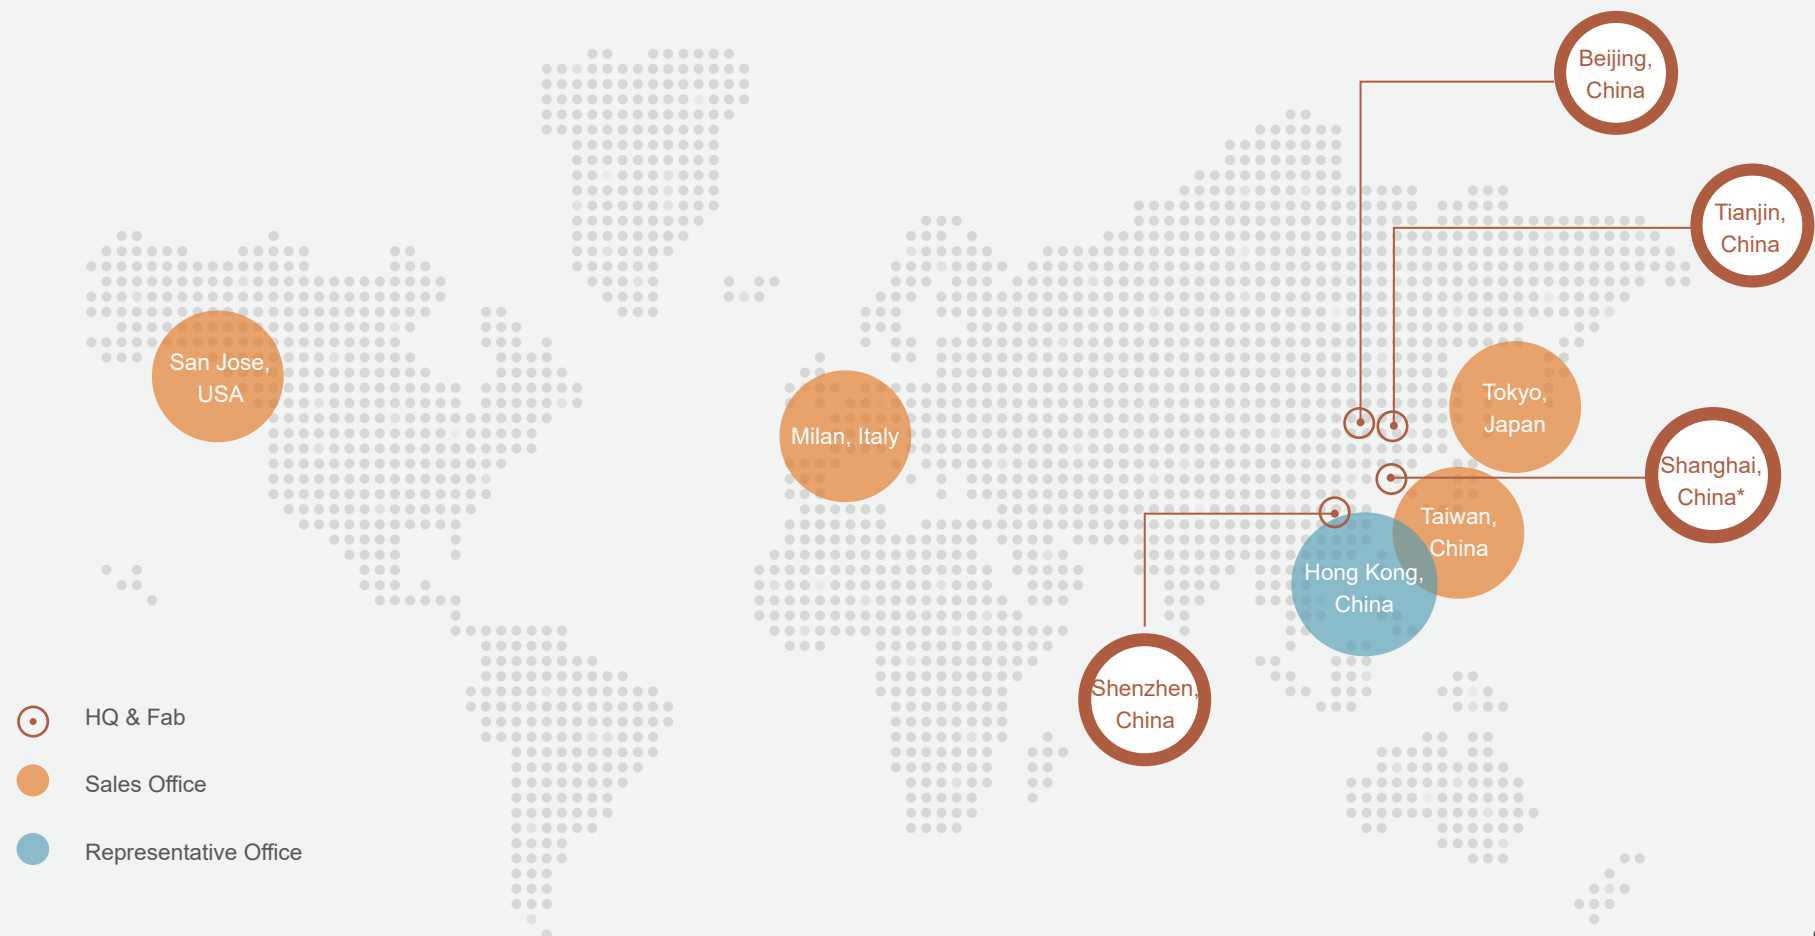 Beijing,
China
Tianjin,
China
San Jose,
USA
Milan, Italy
Tokyo,
Japan
Shanghai,
China*
Taiwan,
China
Hong Kong,
China
Shenzhen,
China
HQ & Fab
Sales Office
Representative Office